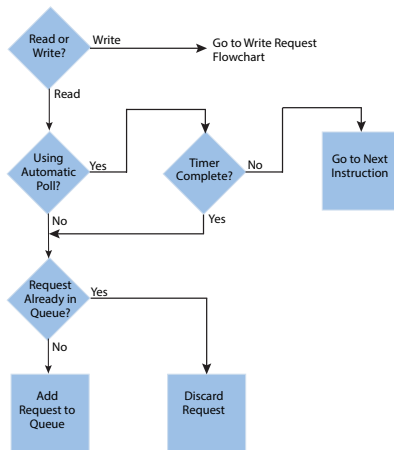 Read or
Write?
Write
Go to Write Request
Flowchart
Read
Using
Automatic
Poll?
Yes
Timer
Complete?
No
Go to Next
Instruction
No
Yes
Request
Already in
Queue?
Yes
No
Add
Request to
Queue
Discard
Request